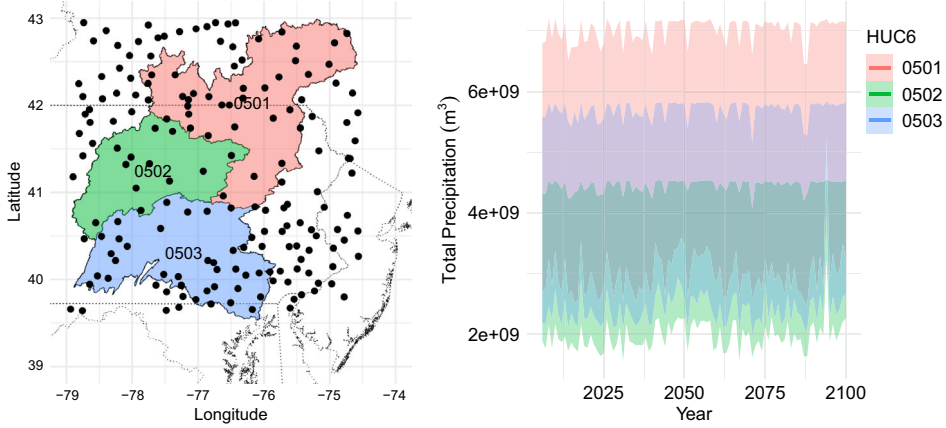 43
42
41
40
39
−79
−78
−77
−76
−75
−74
Latitude
Longitude
0501
0502
0503
6e+09
4e+09
2e+09
Total Precipitation (m³)
2025
2050
2075
2100
Year
HUC6
0501
0502
0503